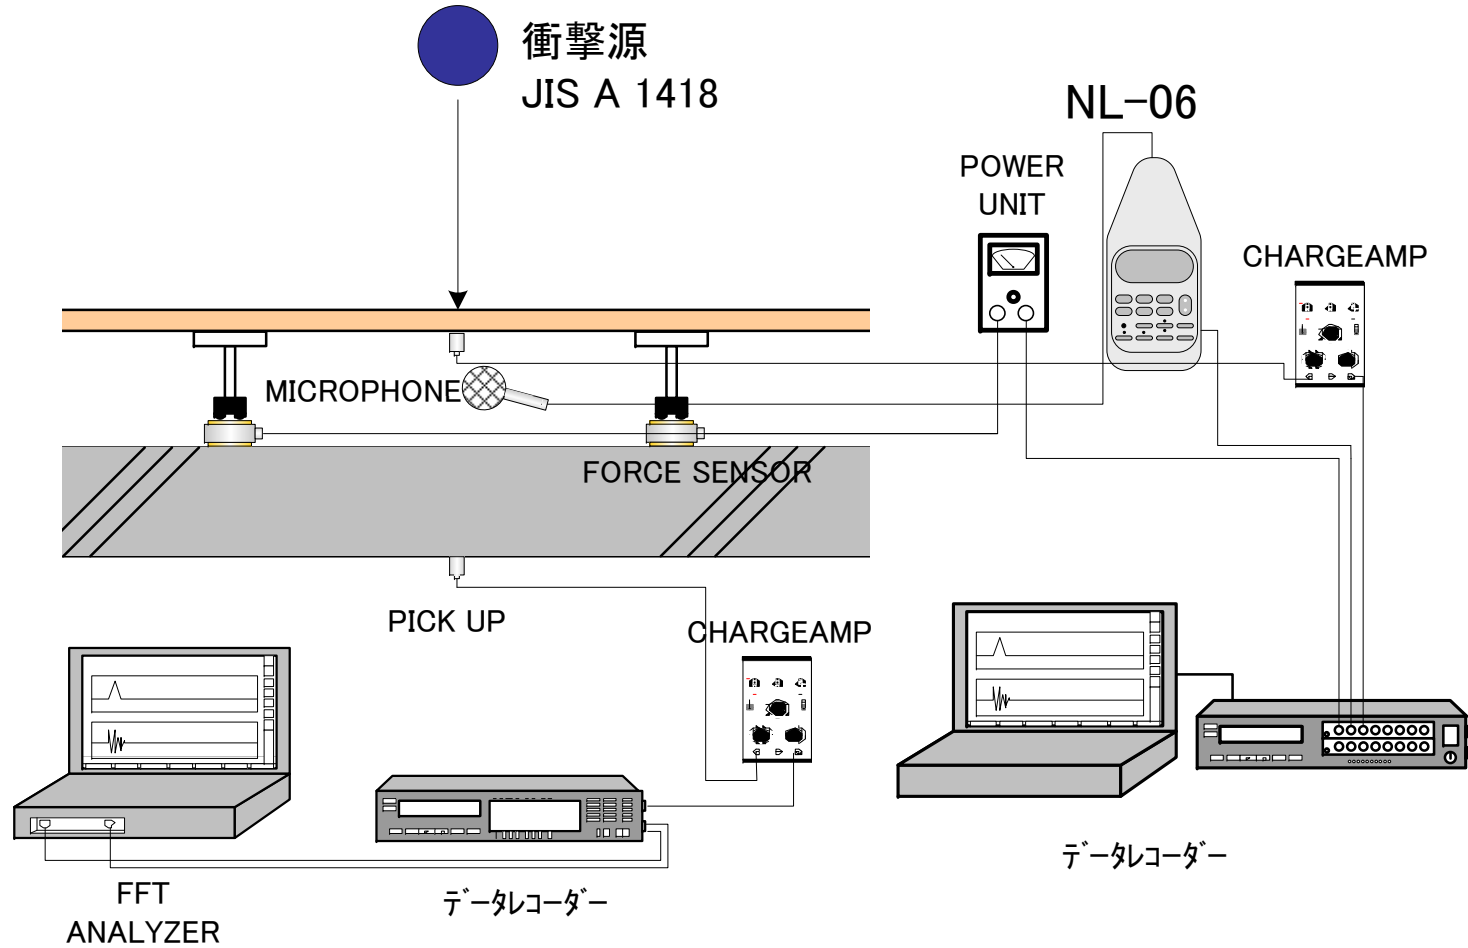 衝撃源
JIS A 1418
NL-06
POWER
UNIT
CHARGEAMP
MICROPHONE
FORCE SENSOR
PICK UP
CHARGEAMP
データレコーダー
データレコーダー
FFT
ANALYZER